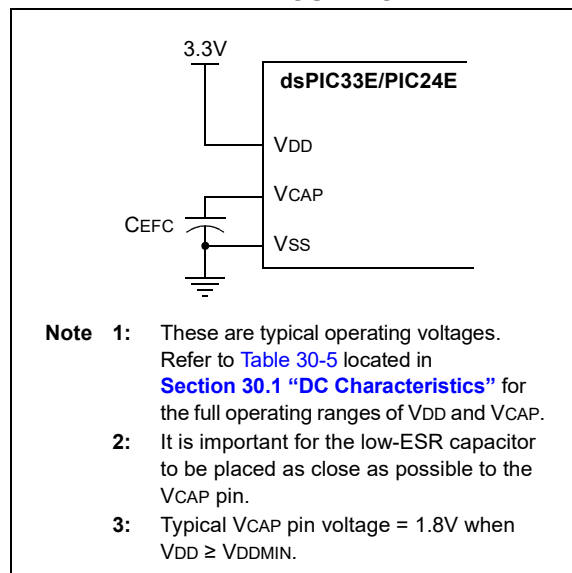 3.3V
dsPIC33E/PIC24E
VDD
VCAP
CEFC
VSS
Note 1: These are typical operating voltages.
Refer to Table 30-5 located in
Section 30.1 “DC Characteristics” for
the full operating ranges of VDD and VCAP.
2: It is important for the low-ESR capacitor
to be placed as close as possible to the
VCAP pin.
3: Typical VCAP pin voltage = 1.8V when
VDD ≥ VDDMIN.